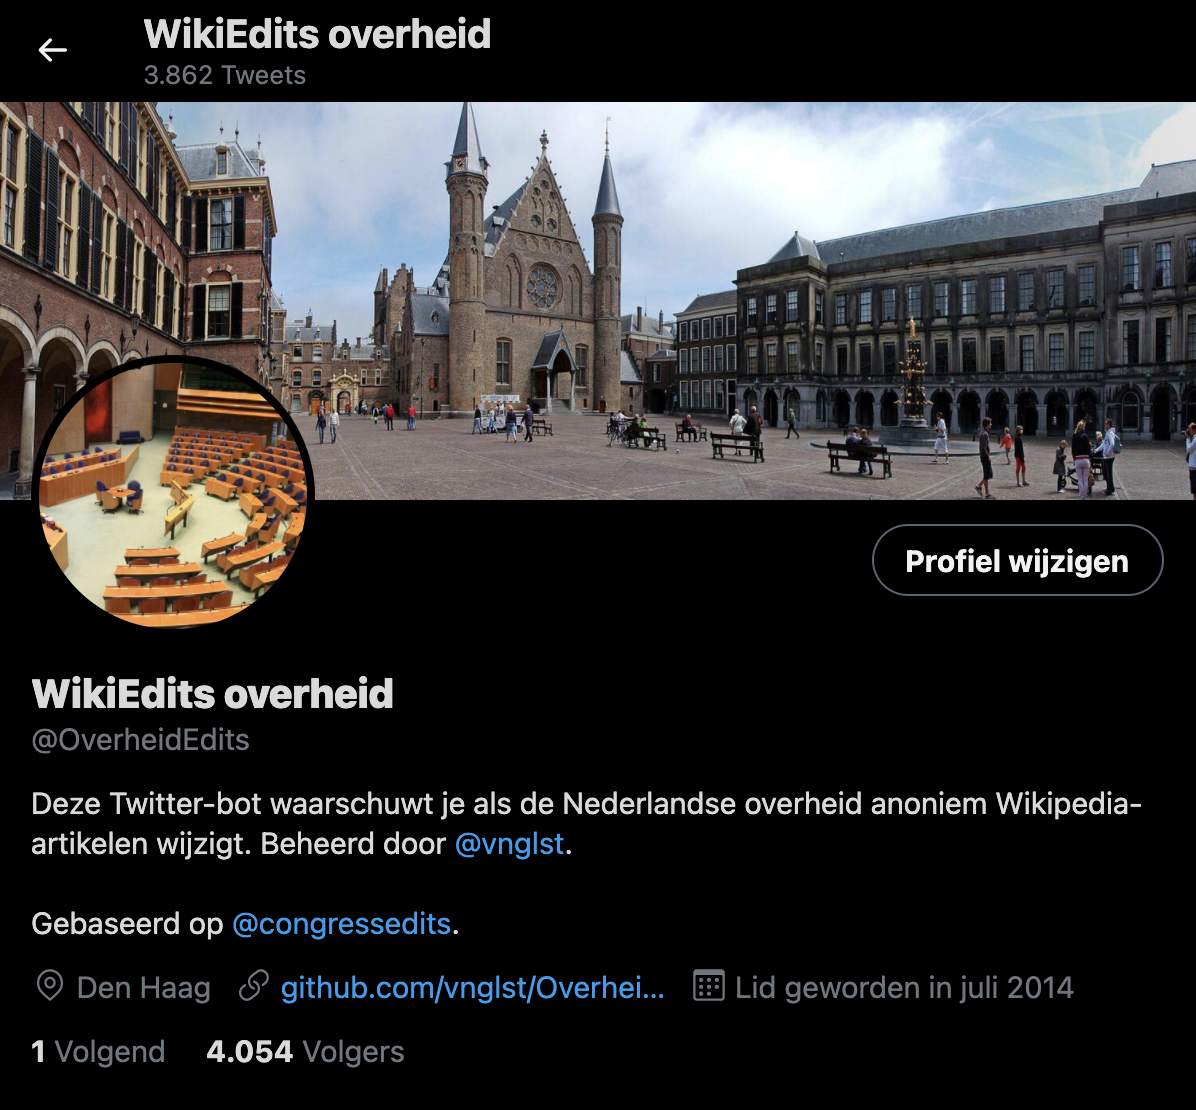 WikiEdits overheid
3.862 Tweets
Profiel wijzigen
WikiEdits overheid
@OverheidEdits
Deze Twitter-bot waarschuwt je als de Nederlandse overheid anoniem Wikipedia-
artikelen wijzigt. Beheerd door @vnglst.
Gebaseerd op @congressedits.
Den Haag github.com/vnglst/Overhei... Lid geworden in juli 2014
1 Volgend 4.054 Volgers